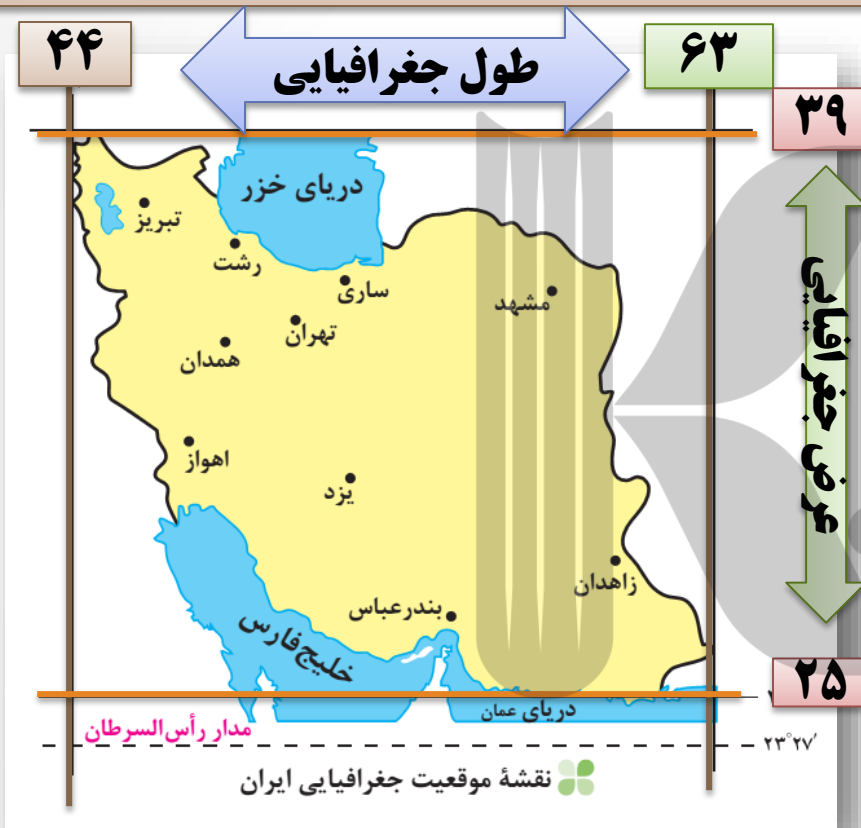 ۴۴
طول جغرافیایی
۶۳
۳۹
دریای خزر
تبریز
رشت
ساری
مشهد
تهران
همدان
عرض جغرافیایی
اهواز
یزد
زاهدان
بندرعباس
خلیج‌فارس
۲۵
دریای عمان
مدار رأس‌السرطان
۲۳°۲۷′
نقشهٔ موقعیت جغرافیایی ایران